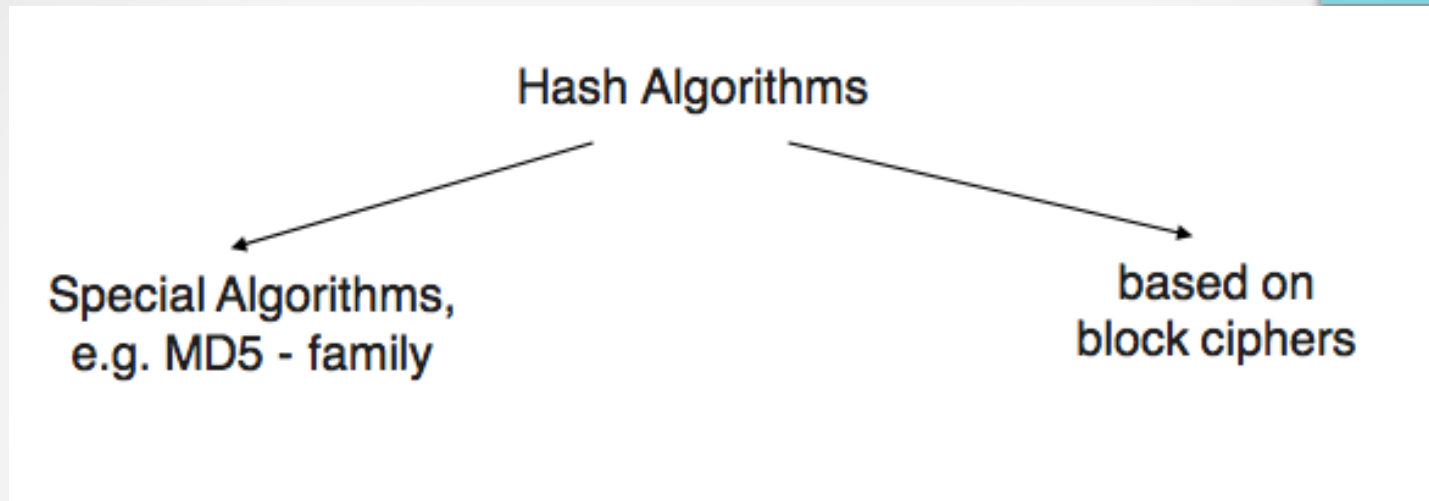 Hash Algorithms
Special Algorithms,
e.g. MD5 - family
based on
block ciphers